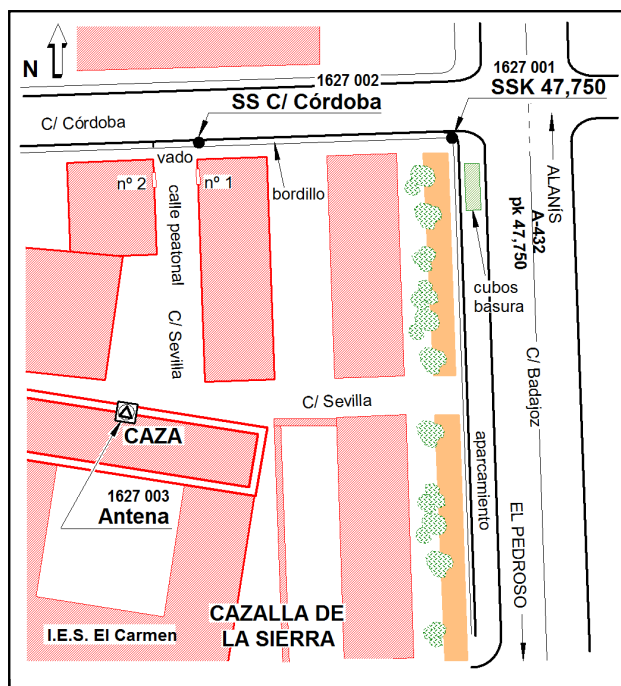 N
1627 002
1627 001
SS C/ Córdoba
SSK 47,750
C/ Córdoba
vado
nº 2
nº 1
bordillo
calle peatonal
C/ Sevilla
ALANÍS
A-432
pk 47,750
cubos
basura
C/ Badajoz
C/ Sevilla
CAZA
aparcamiento
1627 003
Antena
EL PEDROSO
I.E.S. El Carmen
CAZALLA DE
LA SIERRA